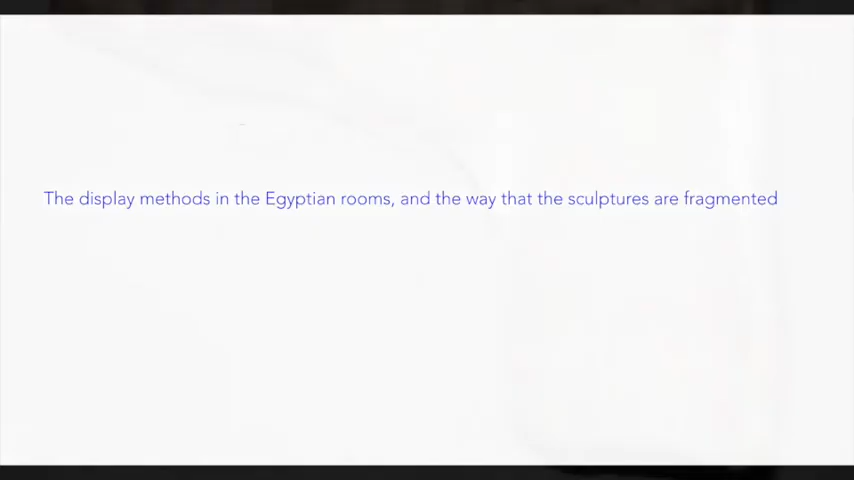 The display methods in the Egyptian rooms, and the way that the sculptures are fragmented